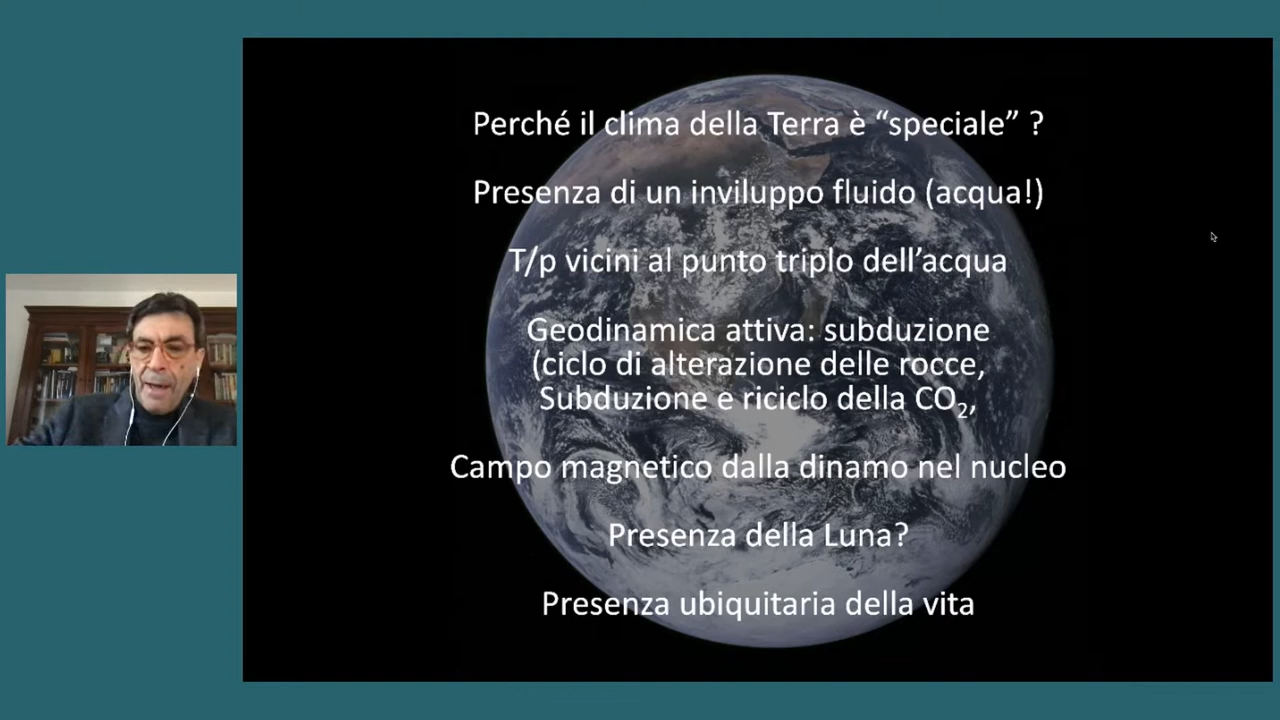 Perché il clima della Terra è “speciale” ?
Presenza di un inviluppo fluido (acqua!)
T/p vicini al punto triplo dell’acqua
Geodinamica attiva: subduzione
(ciclo di alterazione delle rocce,
Subduzione e riciclo della CO₂,
Campo magnetico dalla dinamo nel nucleo
Presenza della Luna?
Presenza ubiquitaria della vita